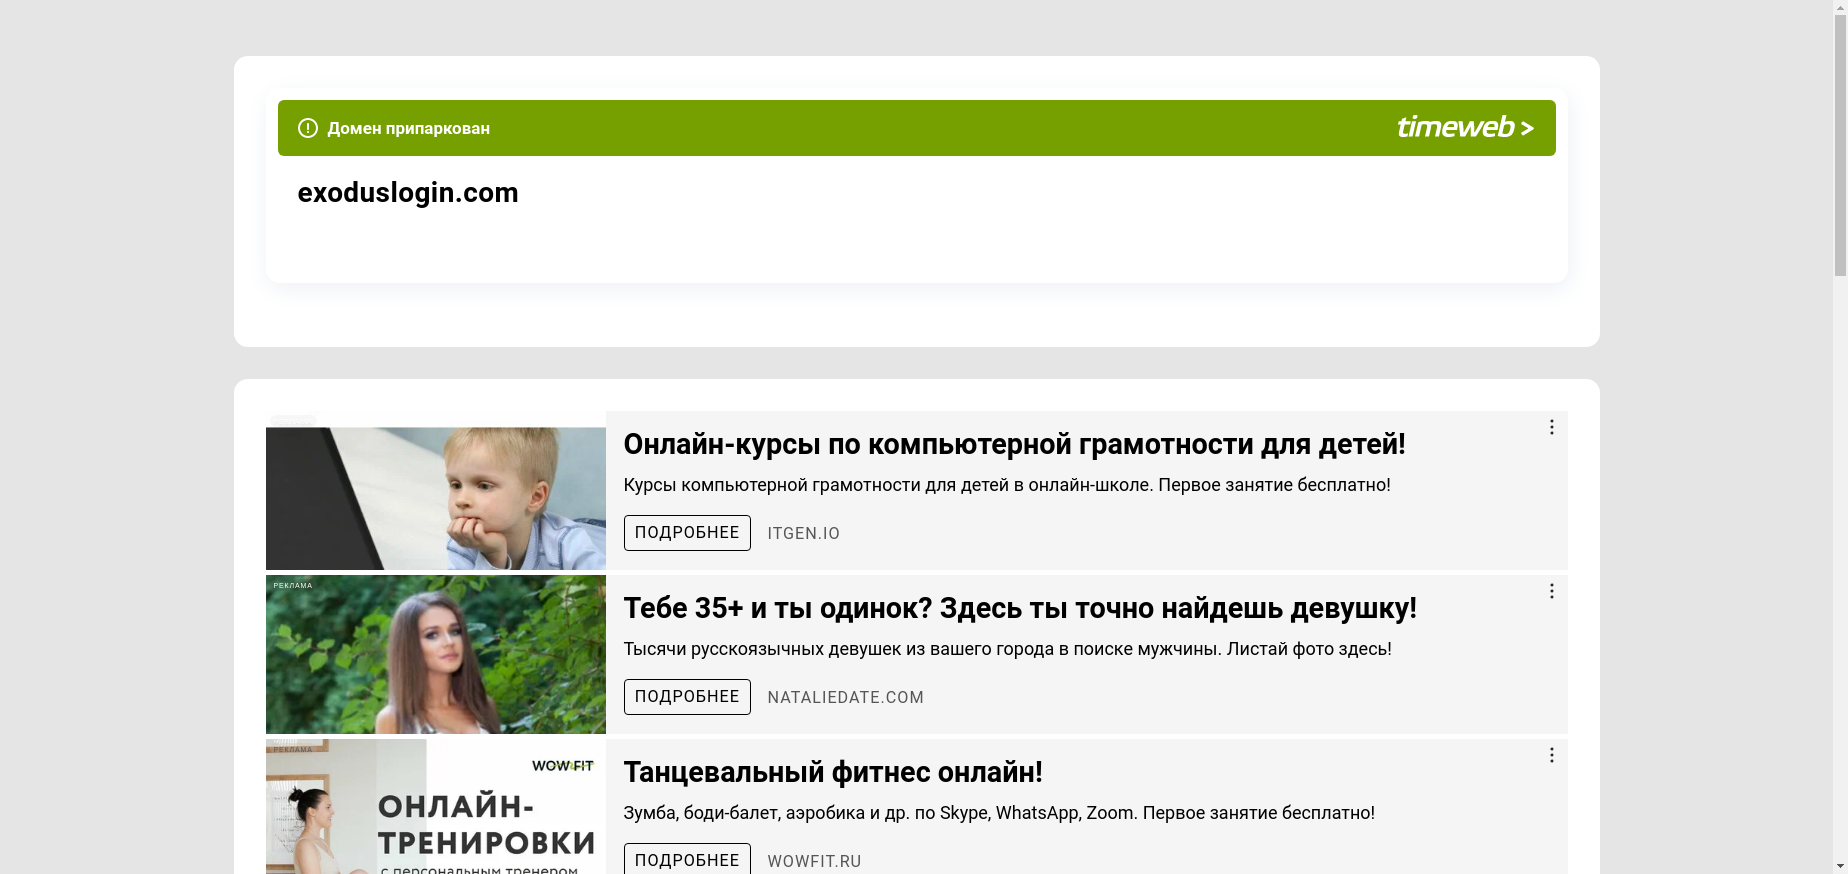 Домен припаркован
timeweb >
exoduslogin.com
Онлайн-курсы по компьютерной грамотности для детей!
Курсы компьютерной грамотности для детей в онлайн-школе. Первое занятие бесплатно!
ПОДРОБНЕЕ ITGEN.IO
РЕКЛАМА
Тебе 35+ и ты одинок? Здесь ты точно найдешь девушку!
Тысячи русскоязычных девушек из вашего города в поиске мужчины. Листай фото здесь!
ПОДРОБНЕЕ NATALIEDATE.COM
РЕКЛАМА
WOWFIT
ОНЛАЙН-
ТРЕНИРОВКИ
с персональным тренером
Танцевальный фитнес онлайн!
Зумба, боди-балет, аэробика и др. по Skype, WhatsApp, Zoom. Первое занятие бесплатно!
ПОДРОБНЕЕ WOWFIT.RU